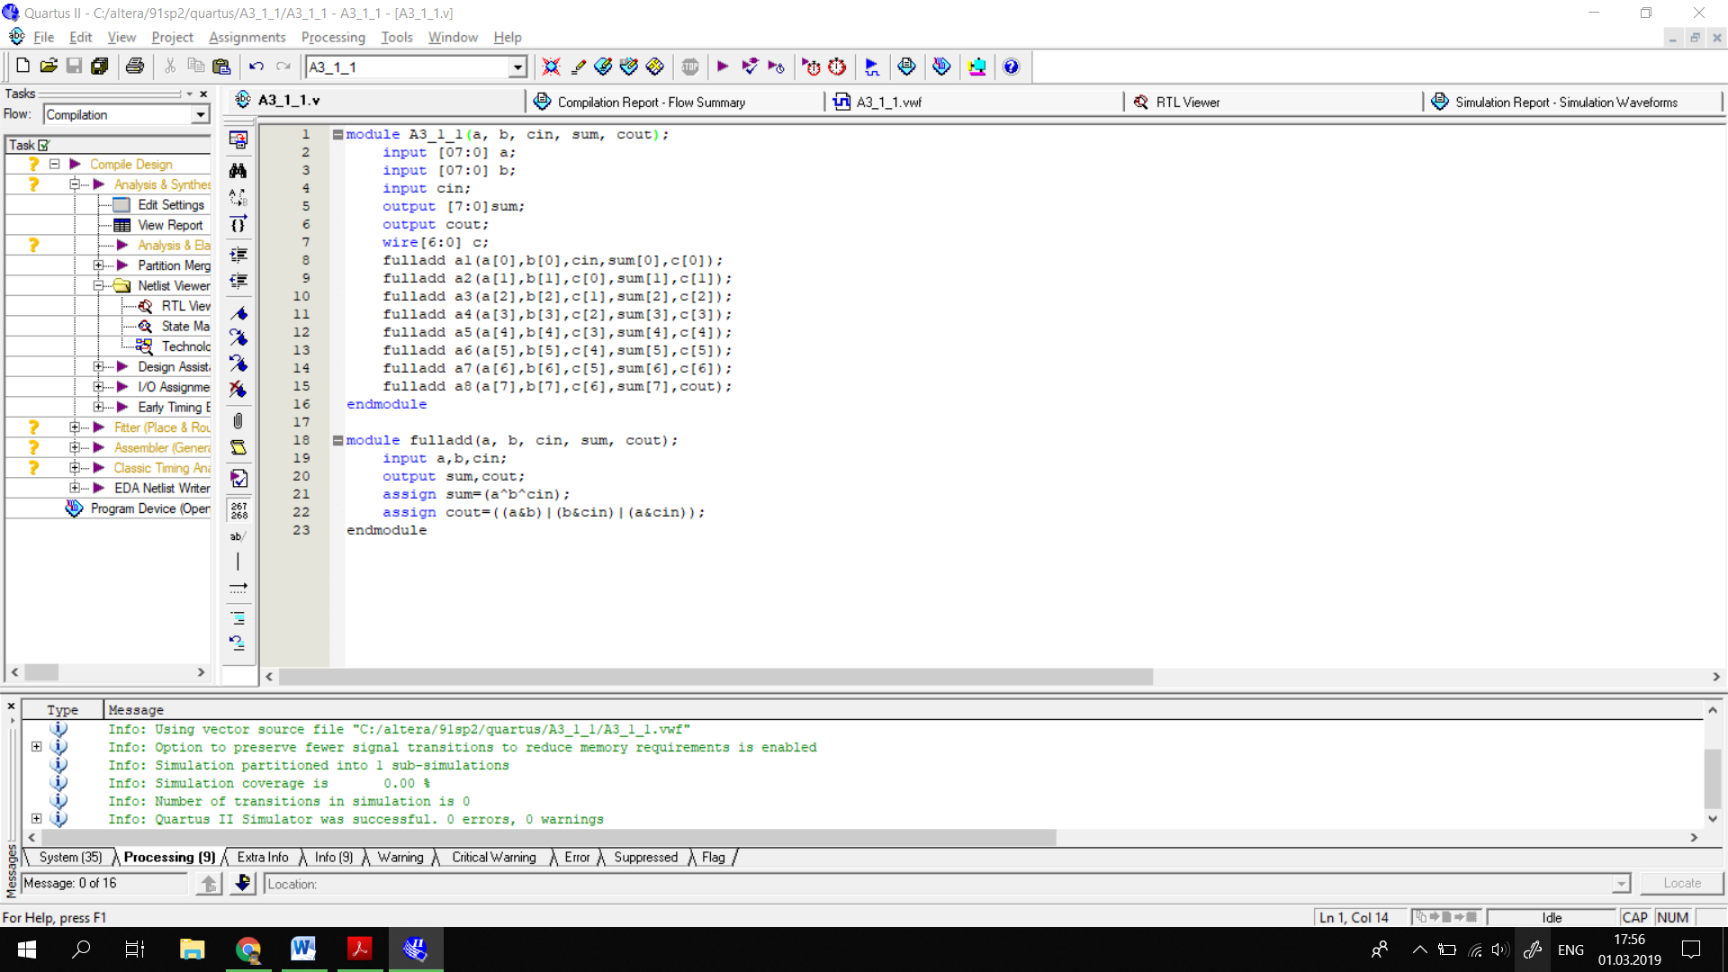 Quartus II - C:/altera/91sp2/quartus/A3_1_1/A3_1_1 - A3_1_1 - [A3_1_1.v]
File Edit View Project Assignments Processing Tools Window Help
A3_1_1
Tasks
Flow: Compilation
Task
Compile Design
Analysis & Synthes
Edit Settings
View Report
Analysis & Ela
Partition Merg
Netlist Viewer
RTL View
State Ma
Technolo
Design Assist
I/O Assignme
Early Timing E
Fitter (Place & Rou
Assembler (Genera
Classic Timing Ana
EDA Netlist Writer
Program Device (Open
A3_1_1.v Compilation Report - Flow Summary A3_1_1.vwf RTL Viewer Simulation Report - Simulation Waveforms
267
268
ab/
1 module A3_1_1(a, b, cin, sum, cout);
2 input [07:0] a;
3 input [07:0] b;
4 input cin;
5 output [7:0]sum;
6 output cout;
7 wire[6:0] c;
8 fulladd a1(a[0],b[0],cin,sum[0],c[0]);
9 fulladd a2(a[1],b[1],c[0],sum[1],c[1]);
10 fulladd a3(a[2],b[2],c[1],sum[2],c[2]);
11 fulladd a4(a[3],b[3],c[2],sum[3],c[3]);
12 fulladd a5(a[4],b[4],c[3],sum[4],c[4]);
13 fulladd a6(a[5],b[5],c[4],sum[5],c[5]);
14 fulladd a7(a[6],b[6],c[5],sum[6],c[6]);
15 fulladd a8(a[7],b[7],c[6],sum[7],cout);
16 endmodule
17
18 module fulladd(a, b, cin, sum, cout);
19 input a,b,cin;
20 output sum,cout;
21 assign sum=(a^b^cin);
22 assign cout=((a&b)|(b&cin)|(a&cin));
23 endmodule
Type Message
Info: Using vector source file "C:/altera/91sp2/quartus/A3_1_1/A3_1_1.vwf"
Info: Option to preserve fewer signal transitions to reduce memory requirements is enabled
Info: Simulation partitioned into 1 sub-simulations
Info: Simulation coverage is 0.00 %
Info: Number of transitions in simulation is 0
Info: Quartus II Simulator was successful. 0 errors, 0 warnings
System (35) Processing (9) Extra Info Info (9) Warning Critical Warning Error Suppressed Flag
Messages
Message: 0 of 16 Location: Locate
For Help, press F1 Ln 1, Col 14 Idle CAP NUM
ENG 17:56
01.03.2019